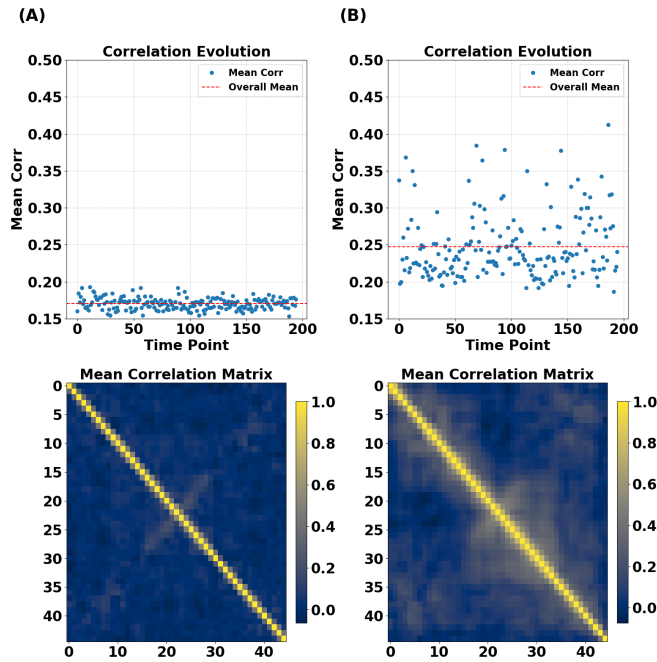 (A)
(B)
Correlation Evolution
Correlation Evolution
0.50
0.45
0.40
0.35
0.30
0.25
0.20
0.15
Mean Corr
Mean Corr
Overall Mean
0 50 100 150 200
Time Point
0.50
0.45
0.40
0.35
0.30
0.25
0.20
0.15
Mean Corr
Mean Corr
Overall Mean
0 50 100 150 200
Time Point
Mean Correlation Matrix
0
5
10
15
20
25
30
35
40
0 10 20 30 40
1.0
0.8
0.6
0.4
0.2
0.0
Mean Correlation Matrix
0
5
10
15
20
25
30
35
40
0 10 20 30 40
1.0
0.8
0.6
0.4
0.2
0.0